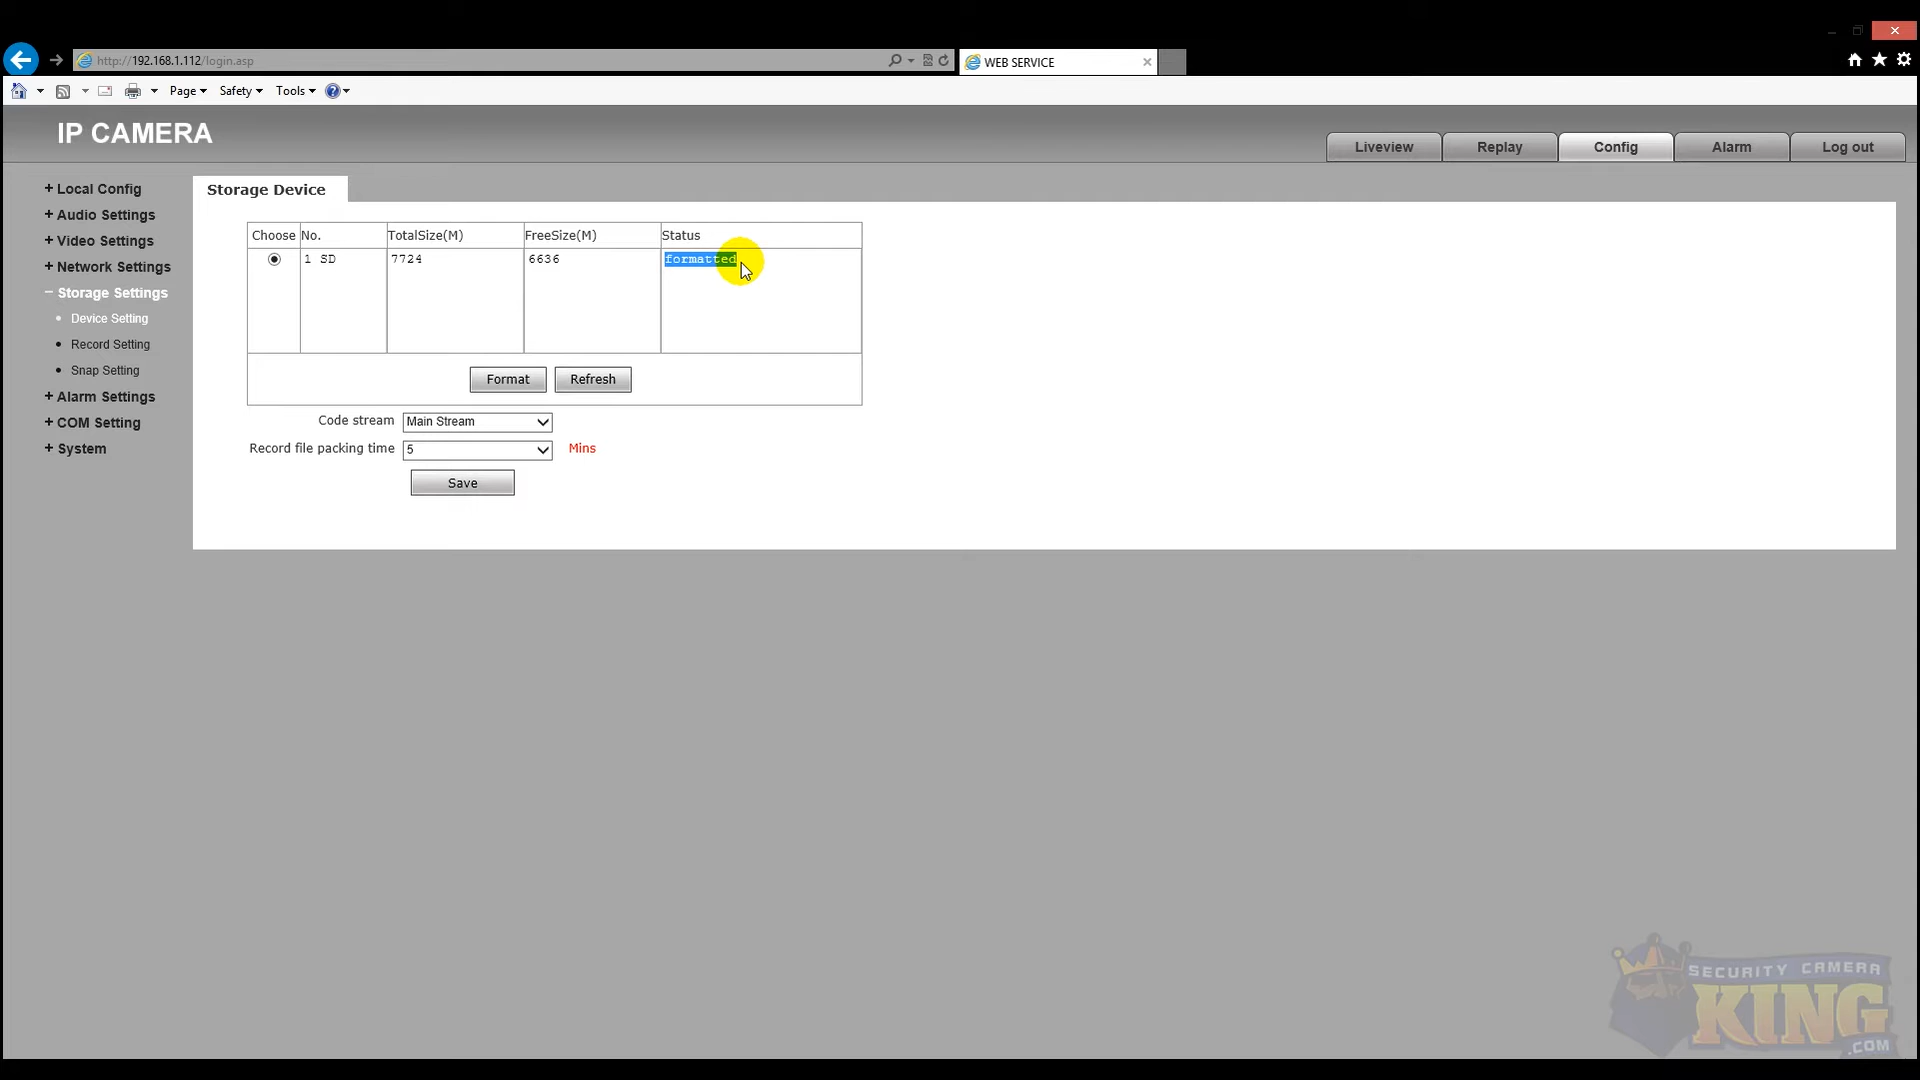 http://192.168.1.112/login.asp
WEB SERVICE
Page
Safety
Tools
IP CAMERA
Liveview
Replay
Config
Alarm
Log out
+ Local Config
+ Audio Settings
+ Video Settings
+ Network Settings
− Storage Settings
• Device Setting
• Record Setting
• Snap Setting
+ Alarm Settings
+ COM Setting
+ System
Storage Device
Choose No. TotalSize(M) FreeSize(M) Status
1 SD 7724 6636 formatted
Format Refresh
Code stream Main Stream
Record file packing time 5 Mins
Save
SECURITY CAMERA
KING
.COM